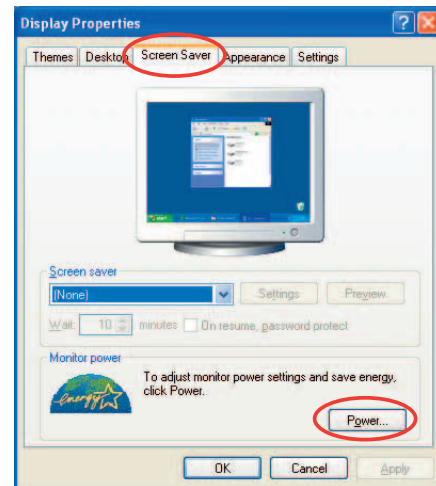 Display Properties
Themes Desktop Screen Saver Appearance Settings
Screen saver
(None) Settings Preview
Wait: 10 minutes On resume, password protect
Monitor power
energy
To adjust monitor power settings and save energy,
click Power.
Power...
OK Cancel Apply